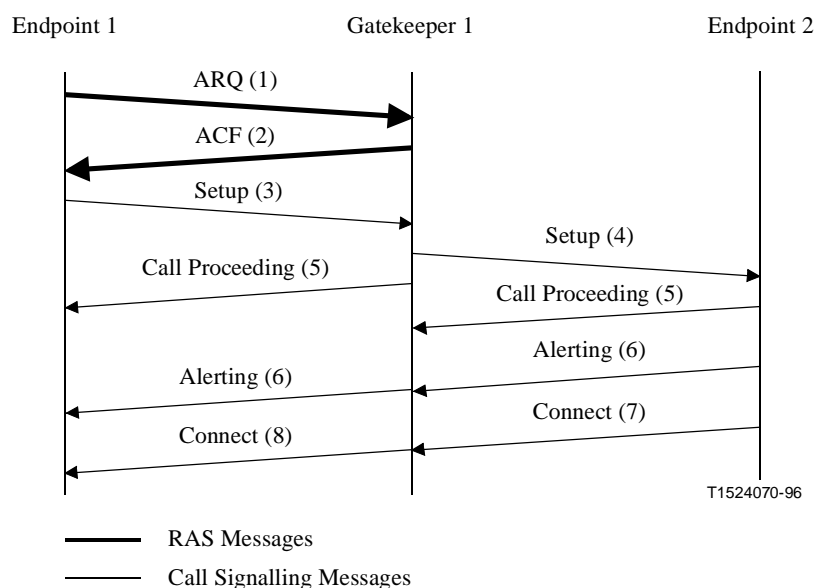 Endpoint 1
Gatekeeper 1
Endpoint 2
ARQ (1)
ACF (2)
Setup (3)
Setup (4)
Call Proceeding (5)
Call Proceeding (5)
Alerting (6)
Alerting (6)
Connect (7)
Connect (8)
T1524070-96
RAS Messages
Call Signalling Messages